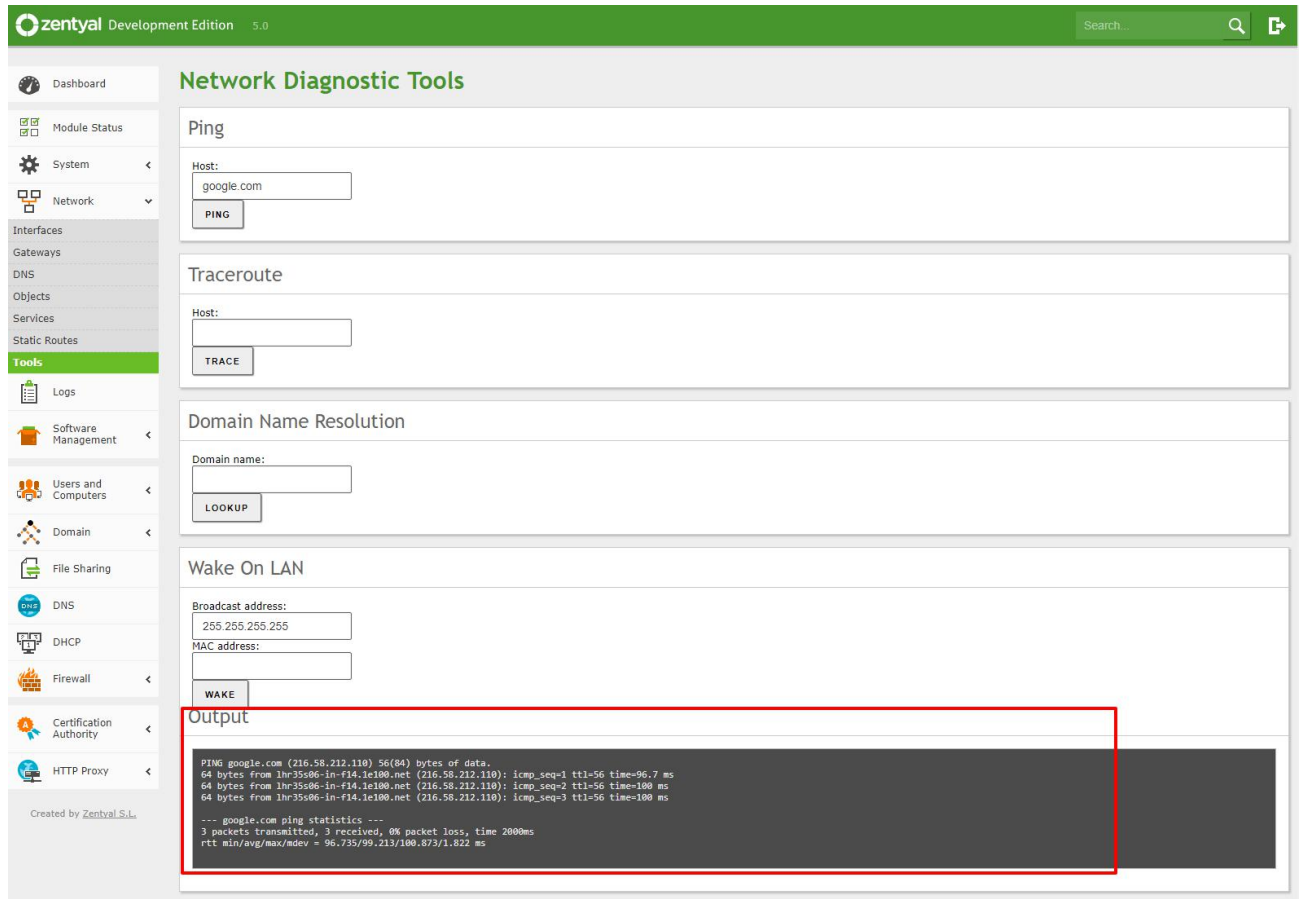 zentyal Development Edition 5.0
Search...
Dashboard
Module Status
System
Network
Interfaces
Gateways
DNS
Objects
Services
Static Routes
Tools
Logs
Software
Management
Users and
Computers
Domain
File Sharing
DNS
DNS
DHCP
Firewall
Certification
Authority
HTTP Proxy
Created by Zentyal S.L.
Network Diagnostic Tools
Ping
Host:
google.com
PING
Traceroute
Host:
TRACE
Domain Name Resolution
Domain name:
LOOKUP
Wake On LAN
Broadcast address:
255.255.255.255
MAC address:
WAKE
Output
PING google.com (216.58.212.110) 56(84) bytes of data.
64 bytes from lhr35s06-in-f14.1e100.net (216.58.212.110): icmp_seq=1 ttl=56 time=96.7 ms
64 bytes from lhr35s06-in-f14.1e100.net (216.58.212.110): icmp_seq=2 ttl=56 time=100 ms
64 bytes from lhr35s06-in-f14.1e100.net (216.58.212.110): icmp_seq=3 ttl=56 time=100 ms
--- google.com ping statistics ---
3 packets transmitted, 3 received, 0% packet loss, time 2000ms
rtt min/avg/max/mdev = 96.735/99.213/100.873/1.822 ms